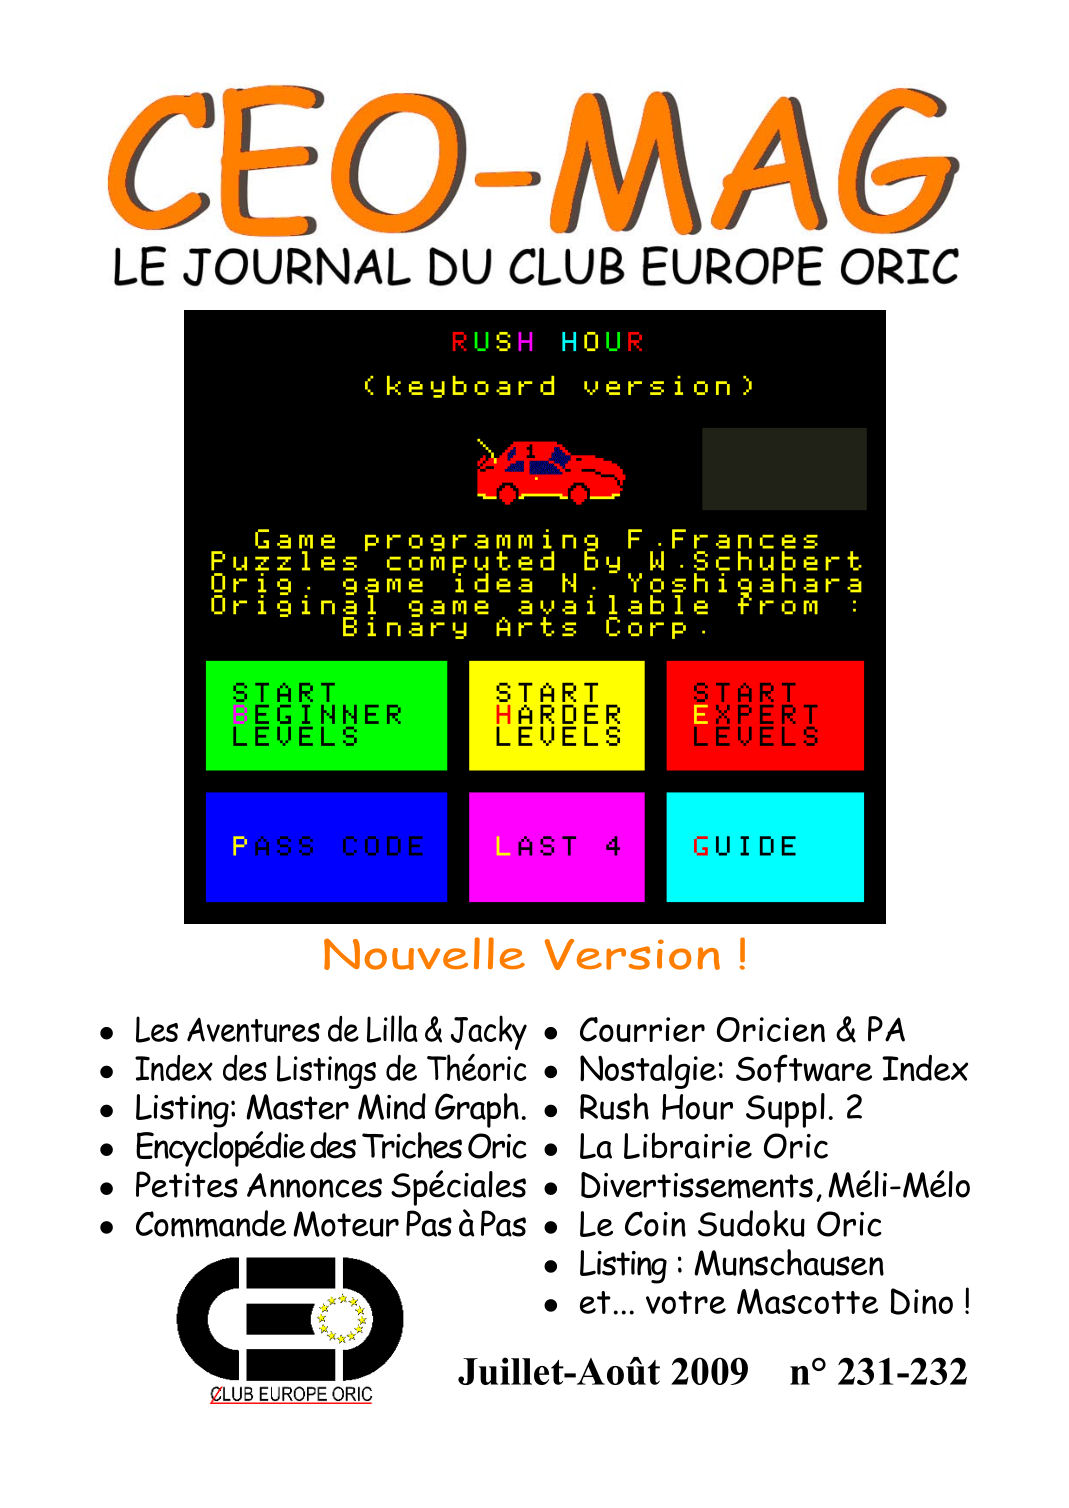 CEO-MAG
LE JOURNAL DU CLUB EUROPE ORIC
RUSH HOUR
(keyboard version)
1
Game programming F.Frances
Puzzles computed by W.Schubert
Orig. game idea N. Yoshigahara
Original game available from :
Binary Arts Corp.
START
BEGINNER
LEVELS
START
HARDER
LEVELS
START
EXPERT
LEVELS
PASS CODE
LAST 4
GUIDE
Nouvelle Version !
• Les Aventures de Lilla & Jacky
• Index des Listings de Théoric
• Listing: Master Mind Graph.
• Encyclopédie des Triches Oric
• Petites Annonces Spéciales
• Commande Moteur Pas à Pas
• Courrier Oricien & PA
• Nostalgie: Software Index
• Rush Hour Suppl. 2
• La Librairie Oric
• Divertissements, Méli-Mélo
• Le Coin Sudoku Oric
• Listing : Munschausen
• et... votre Mascotte Dino !
CEO
CLUB EUROPE ORIC
Juillet-Août 2009 n° 231-232